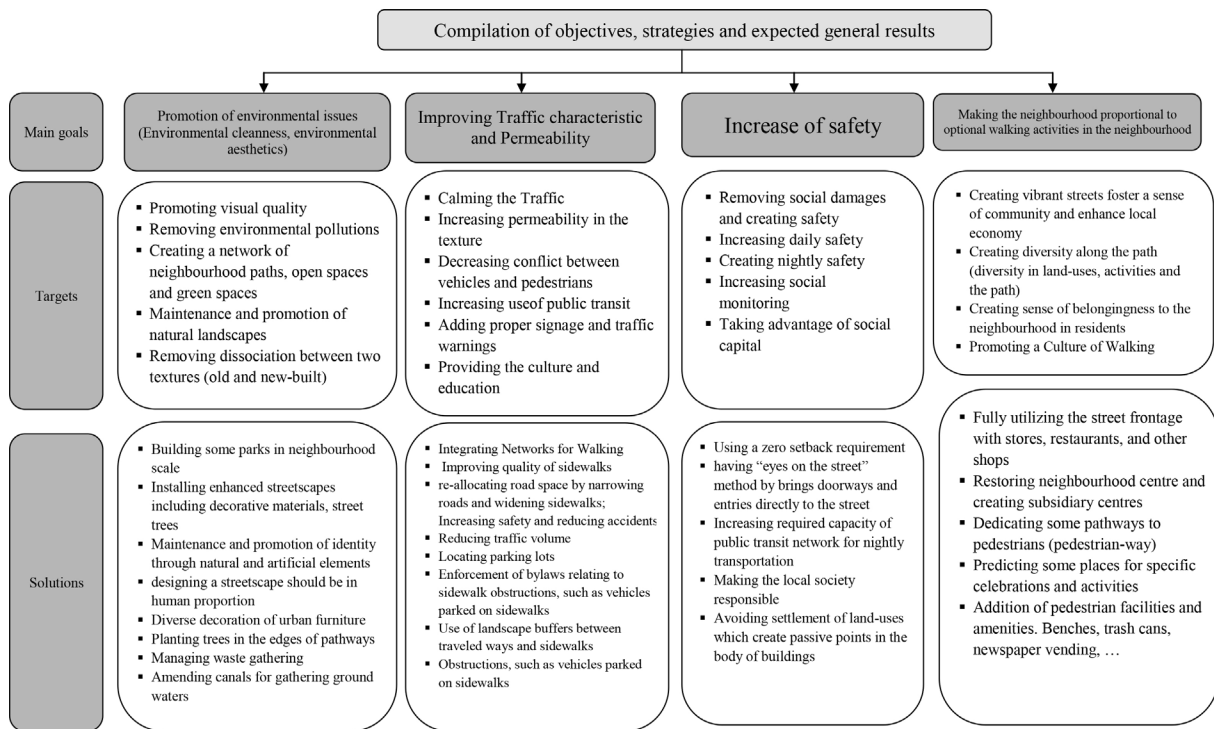 Compilation of objectives, strategies and expected general results
Main goals
Promotion of environmental issues
(Environmental cleanness, environmental
aesthetics)
Improving Traffic characteristic
and Permeability
Increase of safety
Making the neighbourhood proportional to
optional walking activities in the neighbourhood
Targets
▪ Promoting visual quality
▪ Removing environmental pollutions
▪ Creating a network of
neighbourhood paths, open spaces
and green spaces
▪ Maintenance and promotion of
natural landscapes
▪ Removing dissociation between two
textures (old and new-built)
▪ Calming the Traffic
▪ Increasing permeability in the
texture
▪ Decreasing conflict between
vehicles and pedestrians
▪ Increasing useof public transit
▪ Adding proper signage and traffic
warnings
▪ Providing the culture and
education
▪ Removing social damages
and creating safety
▪ Increasing daily safety
▪ Creating nightly safety
▪ Increasing social
monitoring
▪ Taking advantage of social
capital
▪ Creating vibrant streets foster a sense
of community and enhance local
economy
▪ Creating diversity along the path
(diversity in land-uses, activities and
the path)
▪ Creating sense of belongingness to the
neighbourhood in residents
▪ Promoting a Culture of Walking
Solutions
▪ Building some parks in neighbourhood
scale
▪ Installing enhanced streetscapes
including decorative materials, street
trees
▪ Maintenance and promotion of identity
through natural and artificial elements
▪ designing a streetscape should be in
human proportion
▪ Diverse decoration of urban furniture
▪ Planting trees in the edges of pathways
▪ Managing waste gathering
▪ Amending canals for gathering ground
waters
▪ Integrating Networks for Walking
▪ Improving quality of sidewalks
▪ re-allocating road space by narrowing
roads and widening sidewalks;
Increasing safety and reducing accidents
▪ Reducing traffic volume
▪ Locating parking lots
▪ Enforcement of bylaws relating to
sidewalk obstructions, such as vehicles
parked on sidewalks
▪ Use of landscape buffers between
traveled ways and sidewalks
▪ Obstructions, such as vehicles parked
on sidewalks
▪ Using a zero setback requirement
▪ having “eyes on the street”
method by brings doorways and
entries directly to the street
▪ Increasing required capacity of
public transit network for nightly
transportation
▪ Making the local society
responsible
▪ Avoiding settlement of land-uses
which create passive points in the
body of buildings
▪ Fully utilizing the street frontage
with stores, restaurants, and other
shops
▪ Restoring neighbourhood centre and
creating subsidiary centres
▪ Dedicating some pathways to
pedestrians (pedestrian-way)
▪ Predicting some places for specific
celebrations and activities
▪ Addition of pedestrian facilities and
amenities. Benches, trash cans,
newspaper vending, …